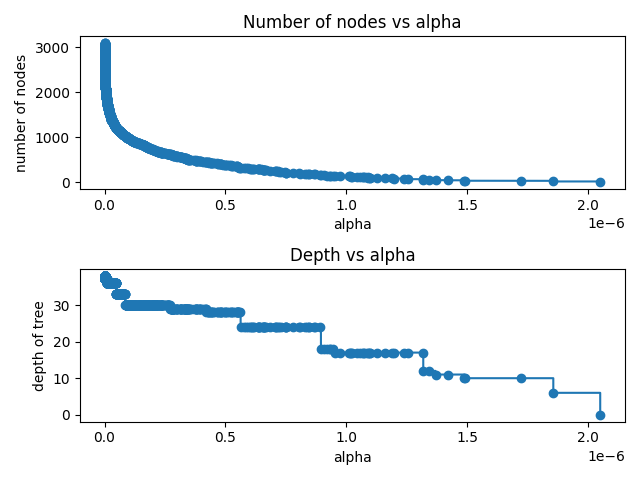 Number of nodes vs alpha
number of nodes
3000
2000
1000
0
0.0 0.5 1.0 1.5 2.0
1e−6
alpha
Depth vs alpha
depth of tree
30
20
10
0
0.0 0.5 1.0 1.5 2.0
1e−6
alpha